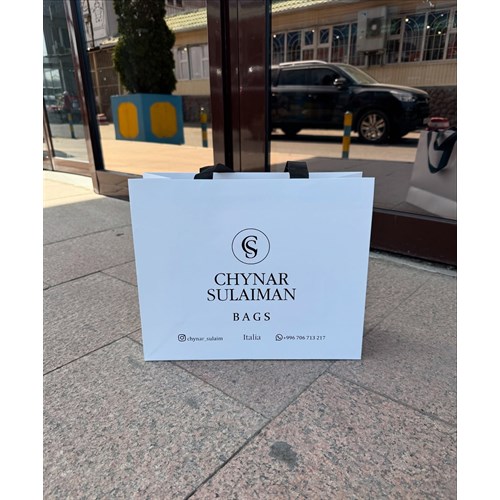 CS
CHYNAR
SULAIMAN
BAGS
chynar_sulaim Italia +996 706 713 217